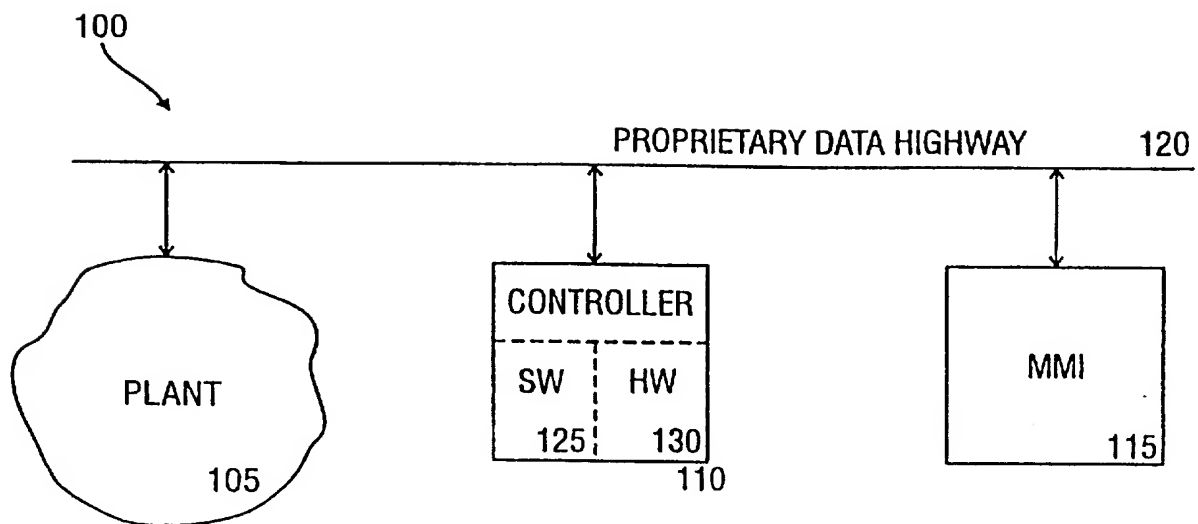 100
PROPRIETARY DATA HIGHWAY 120
PLANT
105
CONTROLLER
SW HW
125 130
110
MMI
115